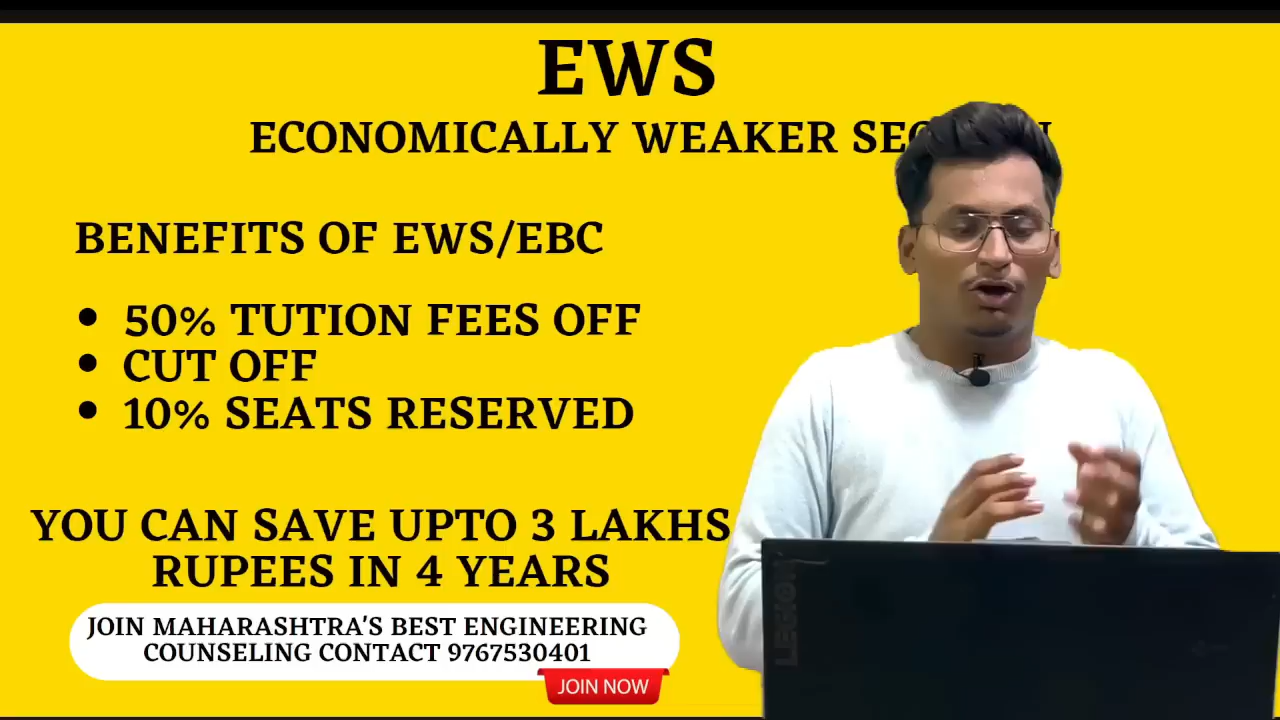 EWS
ECONOMICALLY WEAKER
BENEFITS OF EWS/EBC
• 50% TUTION FEES OFF
• CUT OFF
• 10% SEATS RESERVED
YOU CAN SAVE UPTO 3 LAKHS
RUPEES IN 4 YEARS
JOIN MAHARASHTRA'S BEST ENGINEERING
COUNSELING CONTACT 9767530401
JOIN NOW
LEGION